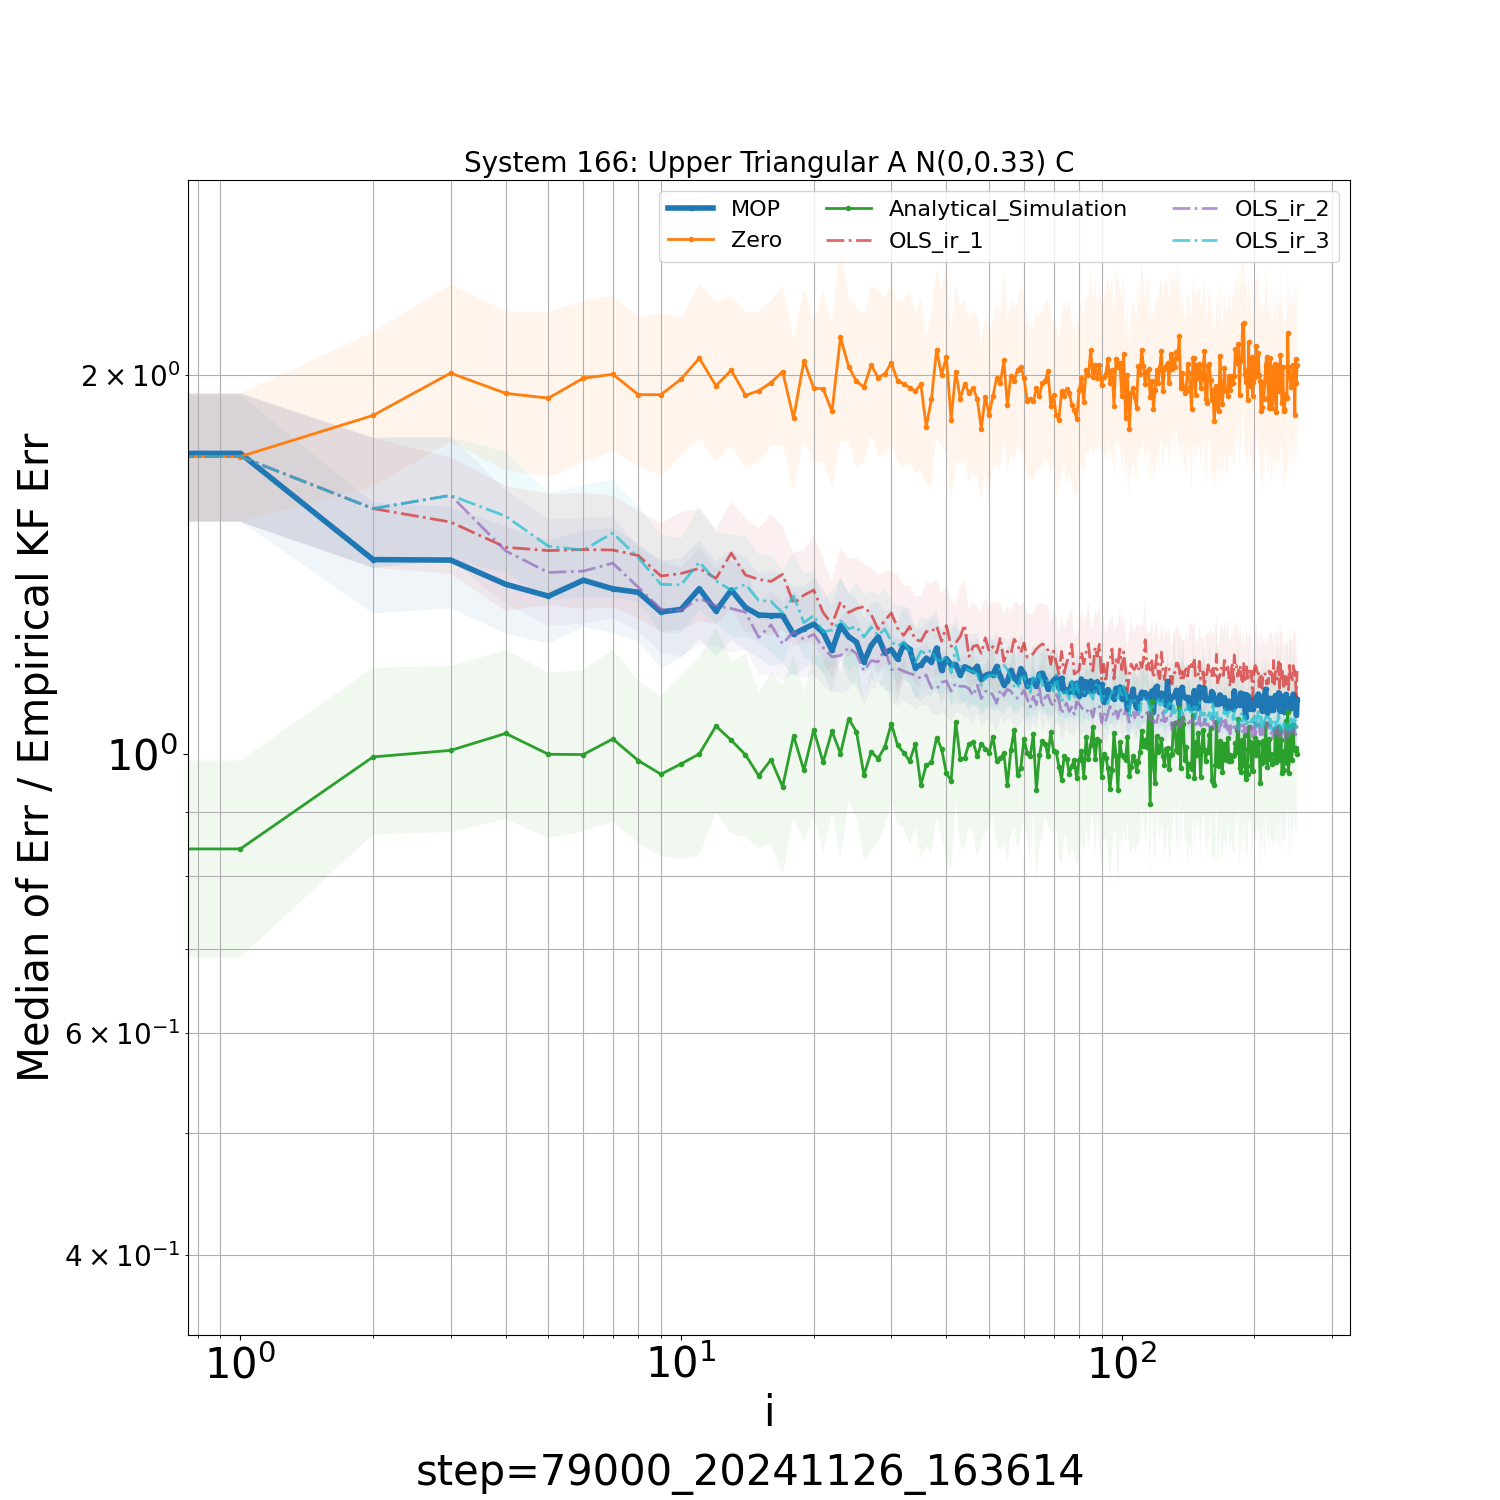 System 166: Upper Triangular A N(0,0.33) C
MOP
Zero
Analytical_Simulation
OLS_ir_1
OLS_ir_2
OLS_ir_3
Median of Err / Empirical KF Err
2 × 10⁰
10⁰
6 × 10⁻¹
4 × 10⁻¹
10⁰ 10¹ 10²
i
step=79000_20241126_163614